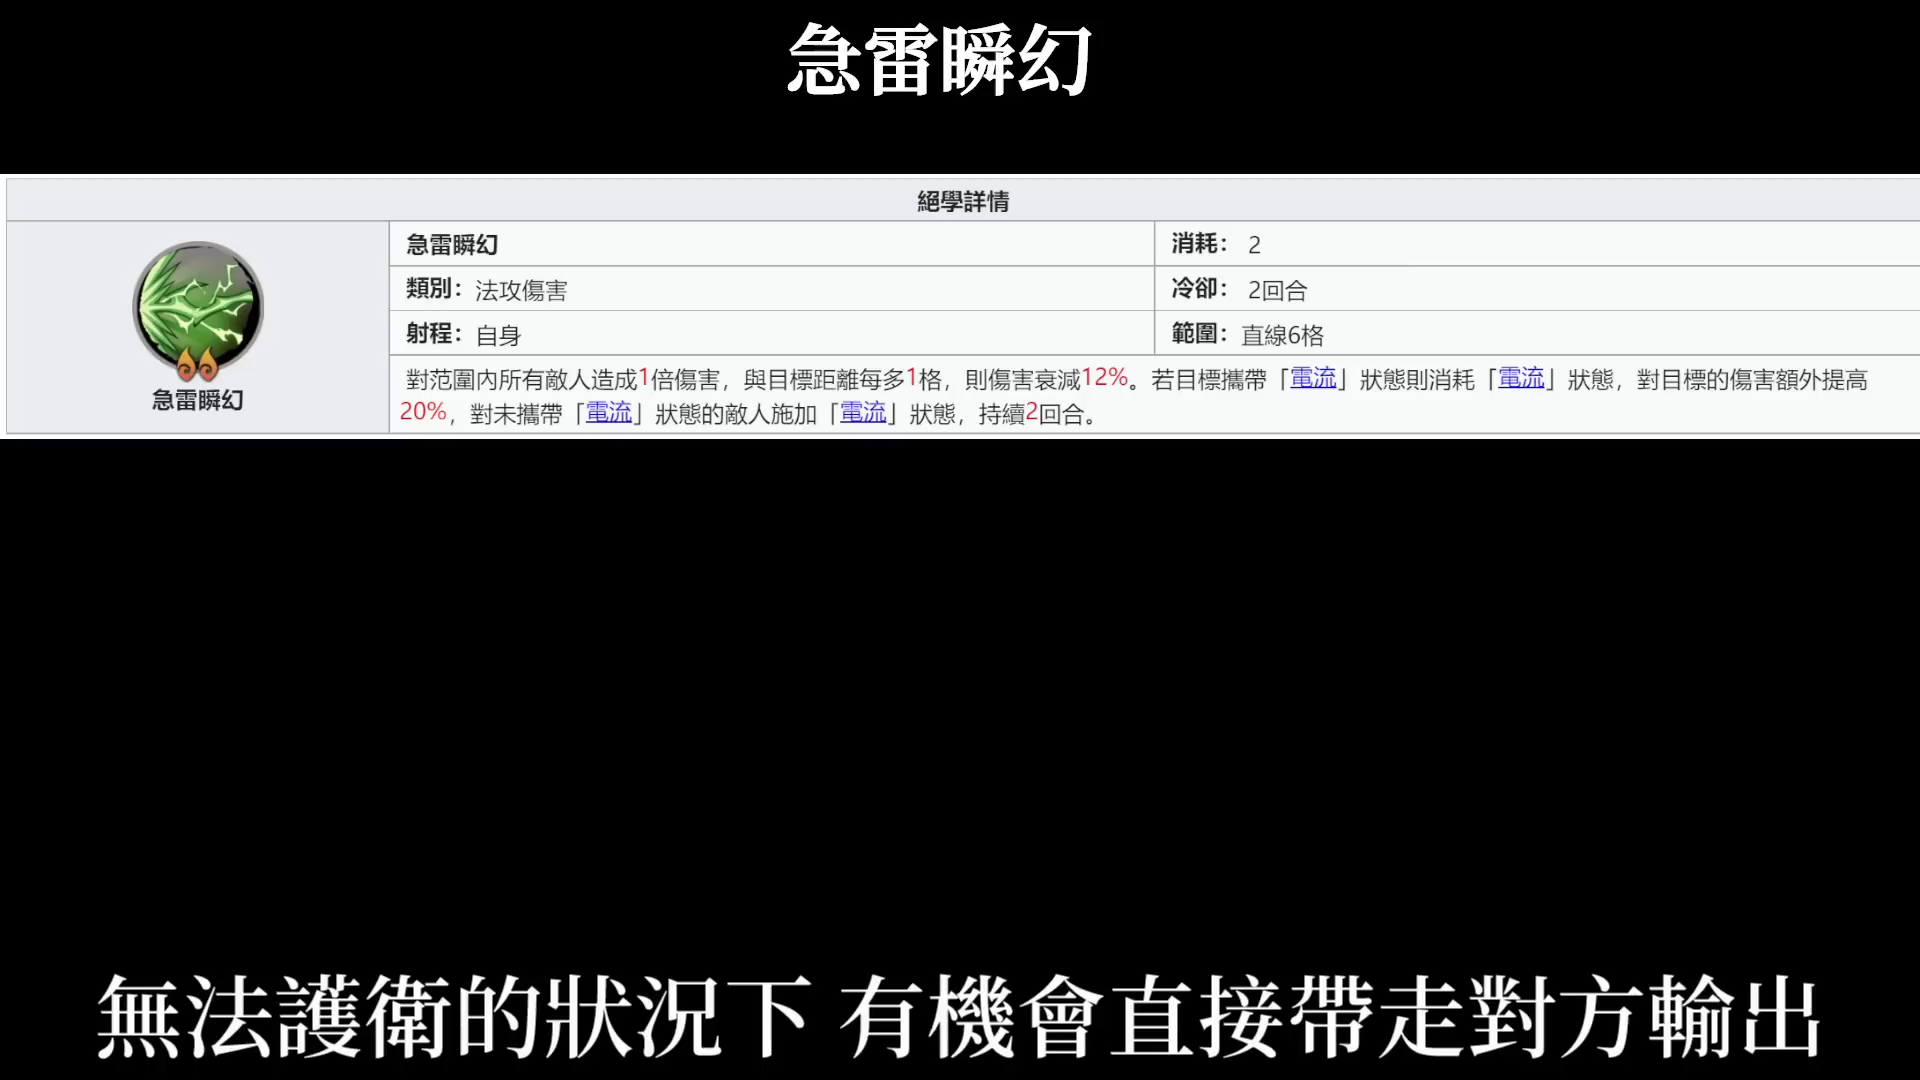 急雷瞬幻
絕學詳情
急雷瞬幻
急雷瞬幻
消耗： 2
類別：法攻傷害
冷卻： 2回合
射程：自身
範圍：直線6格
對范圍內所有敵人造成1倍傷害，與目標距離每多1格，則傷害衰減12%。若目標攜帶「電流」狀態則消耗「電流」狀態，對目標的傷害額外提高
20%，對未攜帶「電流」狀態的敵人施加「電流」狀態，持續2回合。
無法護衛的狀況下 有機會直接帶走對方輸出